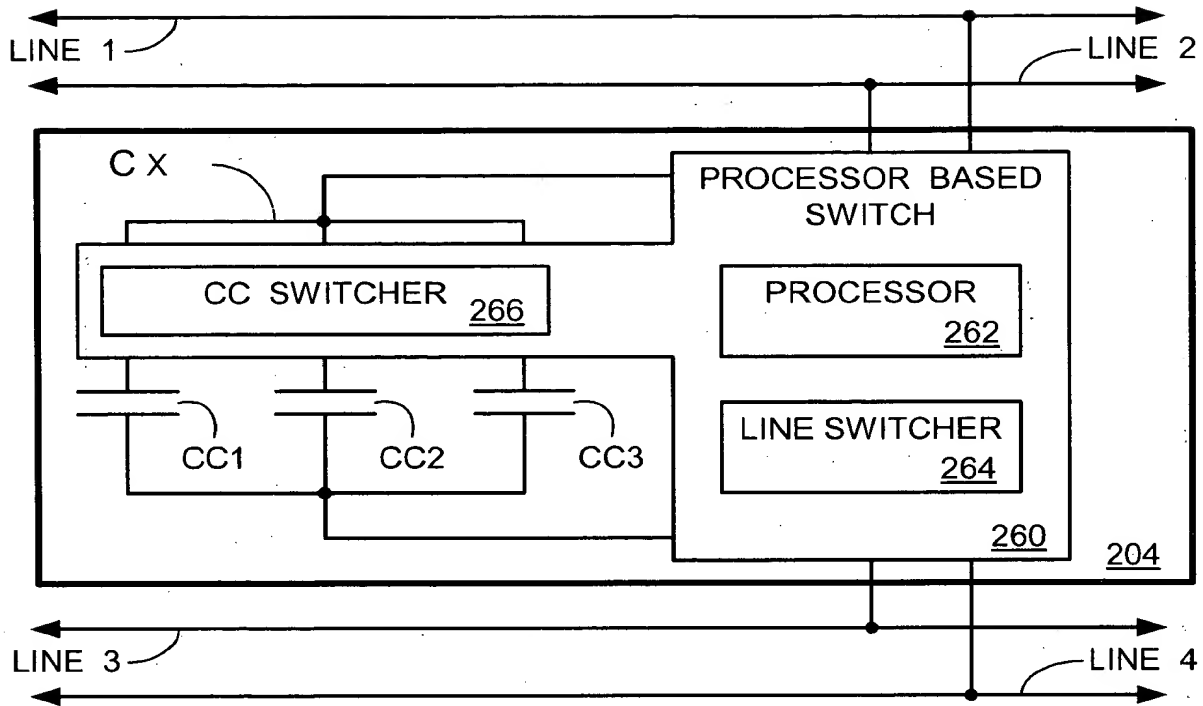 LINE 1
LINE 2
C X
PROCESSOR BASED
SWITCH
CC SWITCHER
266
PROCESSOR
262
LINE SWITCHER
264
CC1
CC2
CC3
260
204
LINE 3
LINE 4